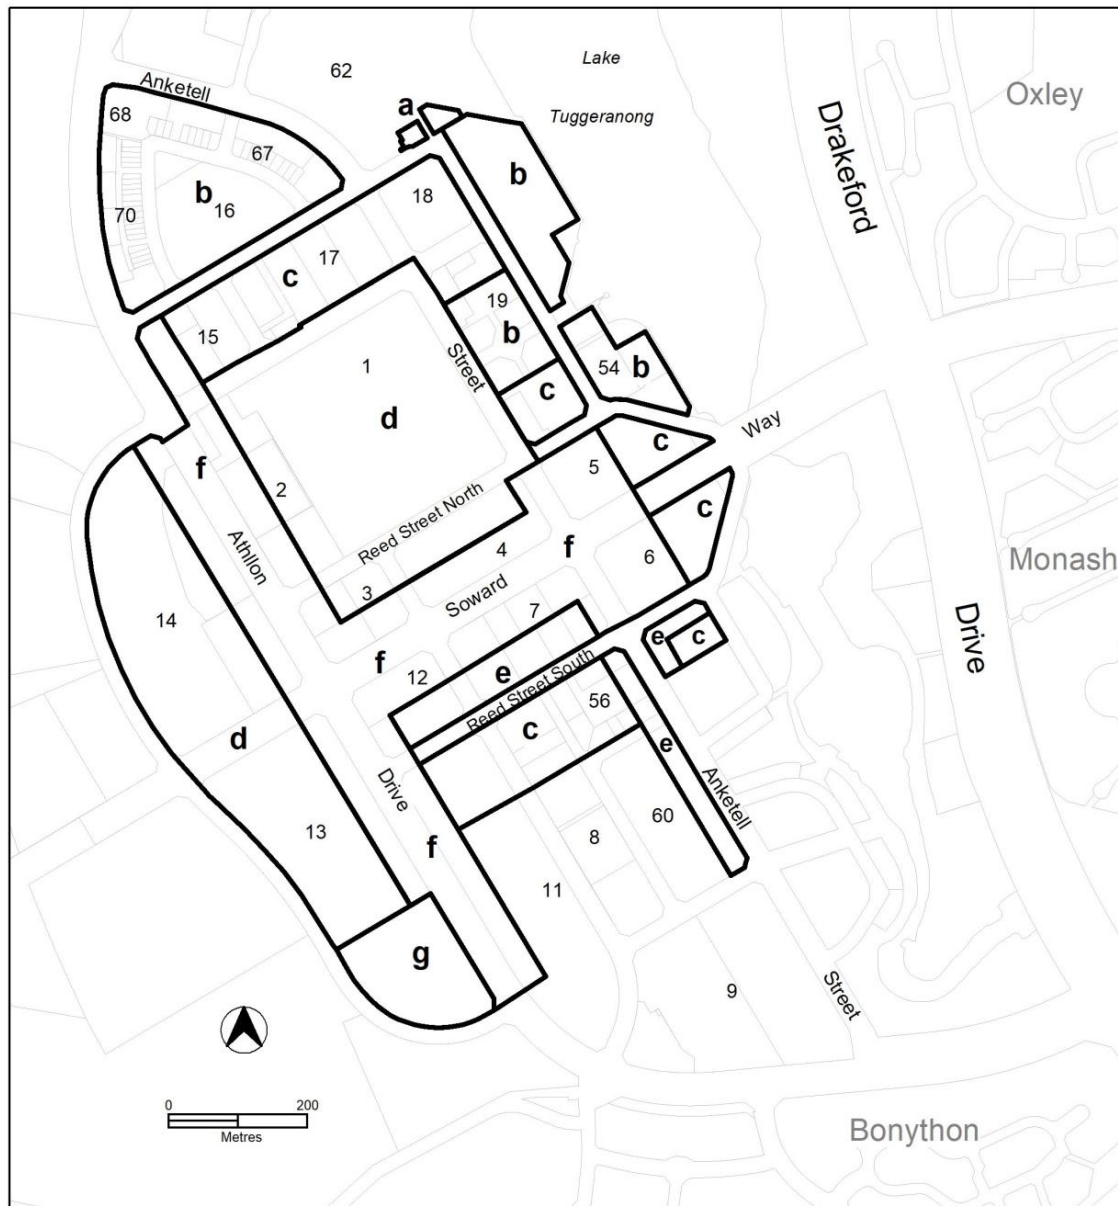 Lake
62
Anketell
Oxley
a
68
Tuggeranong
Drakeford
67
b
b
16
18
70
17
c
19
15
b
Street
1
54
b
c
d
Way
c
5
f
2
Reed Street North
c
Athllon
4
f
6
Monash
3
Soward
7
14
f
12
e
e
c
Drive
Reed Street South
56
c
d
e
Drive
Anketell
60
13
f
8
11
g
9
Street
0
200
Metres
Bonython